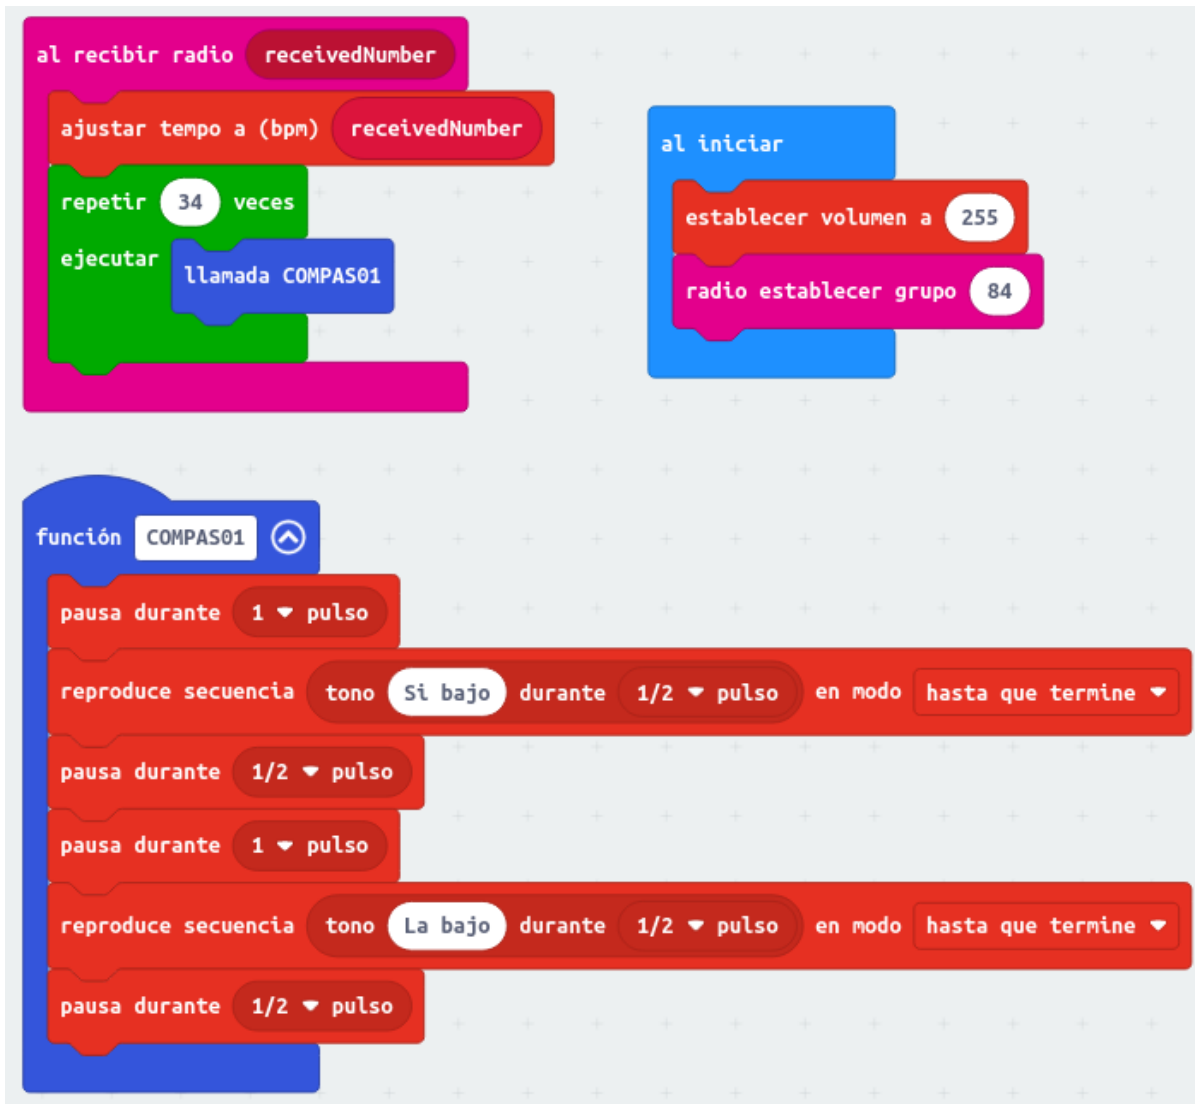 al recibir radio receivedNumber
ajustar tempo a (bpm) receivedNumber
repetir 34 veces
ejecutar llamada COMPAS01
al iniciar
establecer volumen a 255
radio establecer grupo 84
función COMPAS01
pausa durante 1 pulso
reproduce secuencia tono Si bajo durante 1/2 pulso en modo hasta que termine
pausa durante 1/2 pulso
pausa durante 1 pulso
reproduce secuencia tono La bajo durante 1/2 pulso en modo hasta que termine
pausa durante 1/2 pulso